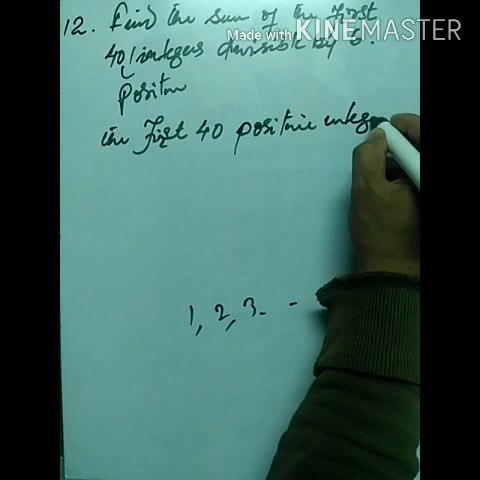 12. Find the sum of the first
Made with KINEMASTER
40 integers divisible by 6.
Positive
the First 40 positive integ
1, 2, 3. -